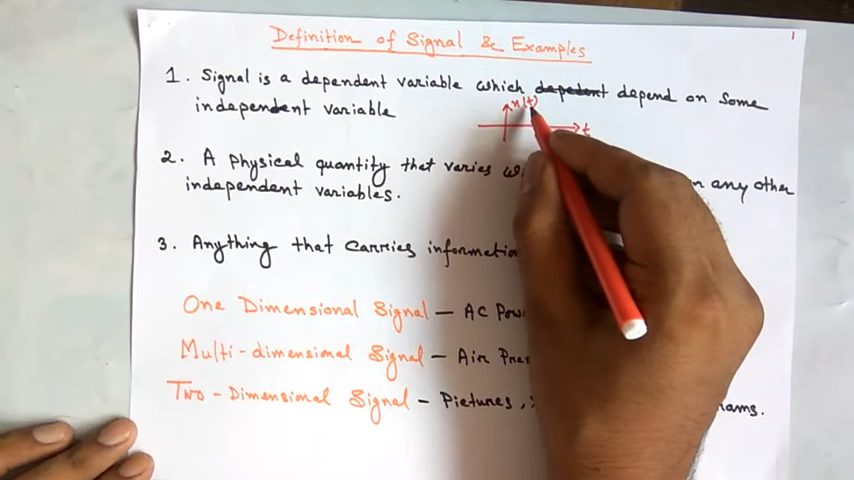 1
Definition of Signal & Examples
1. Signal is a dependent variable which depedent depend on some
independent variable
x(t)
t
2. A physical quantity that varies any other
independent variables.
3. Anything that carries information
One Dimensional Signal — AC
Multi-dimensional Signal — Air
Two-Dimensional Signal — Pictures,